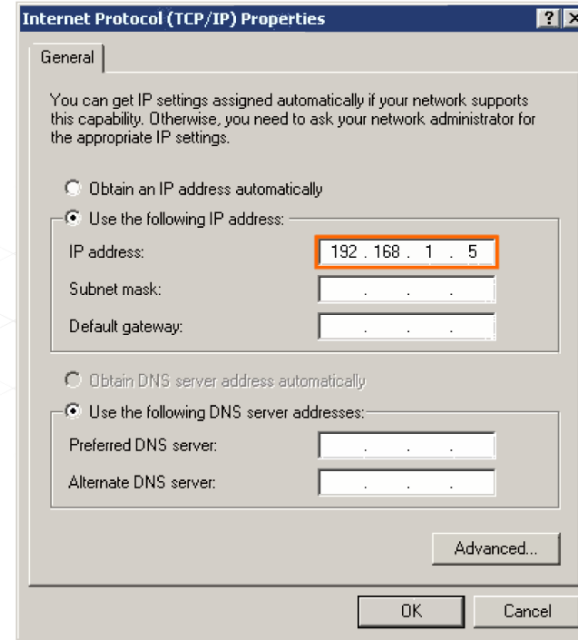 Internet Protocol (TCP/IP) Properties
General
You can get IP settings assigned automatically if your network supports
this capability. Otherwise, you need to ask your network administrator for
the appropriate IP settings.
Obtain an IP address automatically
Use the following IP address:
IP address: 192 . 168 . 1 . 5
Subnet mask: . . .
Default gateway: . . .
Obtain DNS server address automatically
Use the following DNS server addresses:
Preferred DNS server: . . .
Alternate DNS server: . . .
Advanced...
OK Cancel